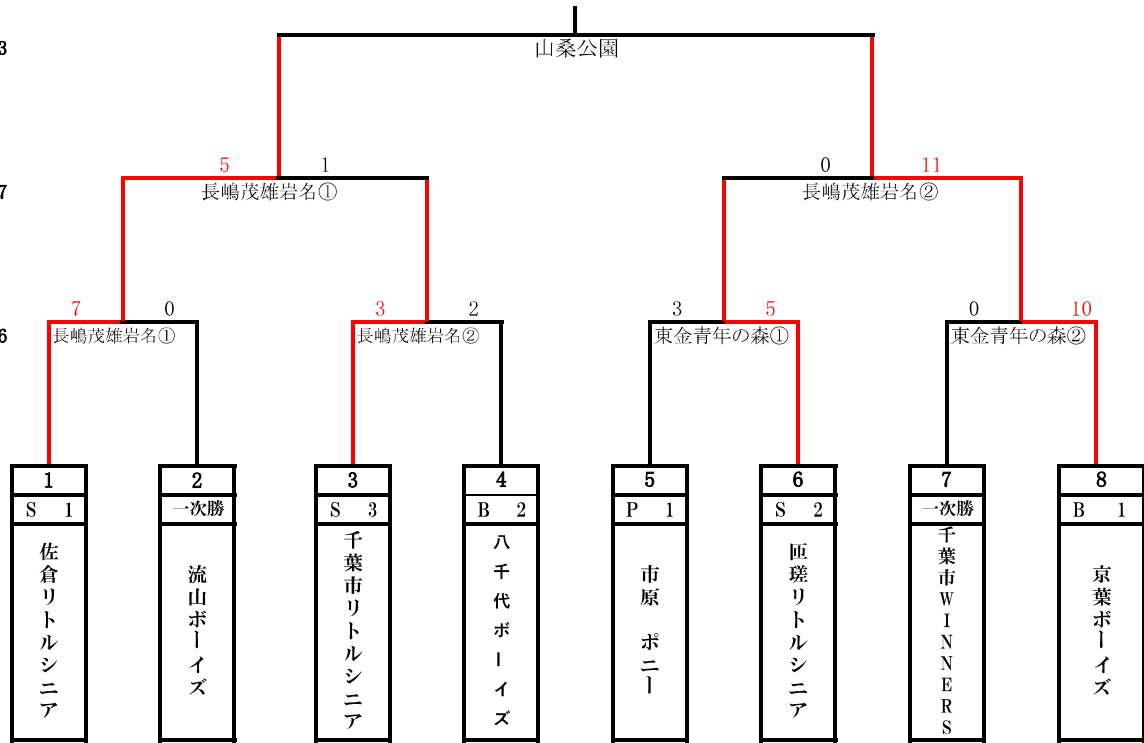 3
山桑公園
5 1 0 11
7
長嶋茂雄岩名① 長嶋茂雄岩名②
7 0 3 2 3 5 0 10
6
長嶋茂雄岩名① 長嶋茂雄岩名② 東金青年の森① 東金青年の森②
1 2 3 4 5 6 7 8
S 1 一次勝 S 3 B 2 P 1 S 2 一次勝 B 1
佐倉リトルシニア
流山ボーイズ
千葉市リトルシニア
八千代ボーイズ
市原 ポニー
匝瑳リトルシニア
千葉市WINNERS
京葉ボーイズ